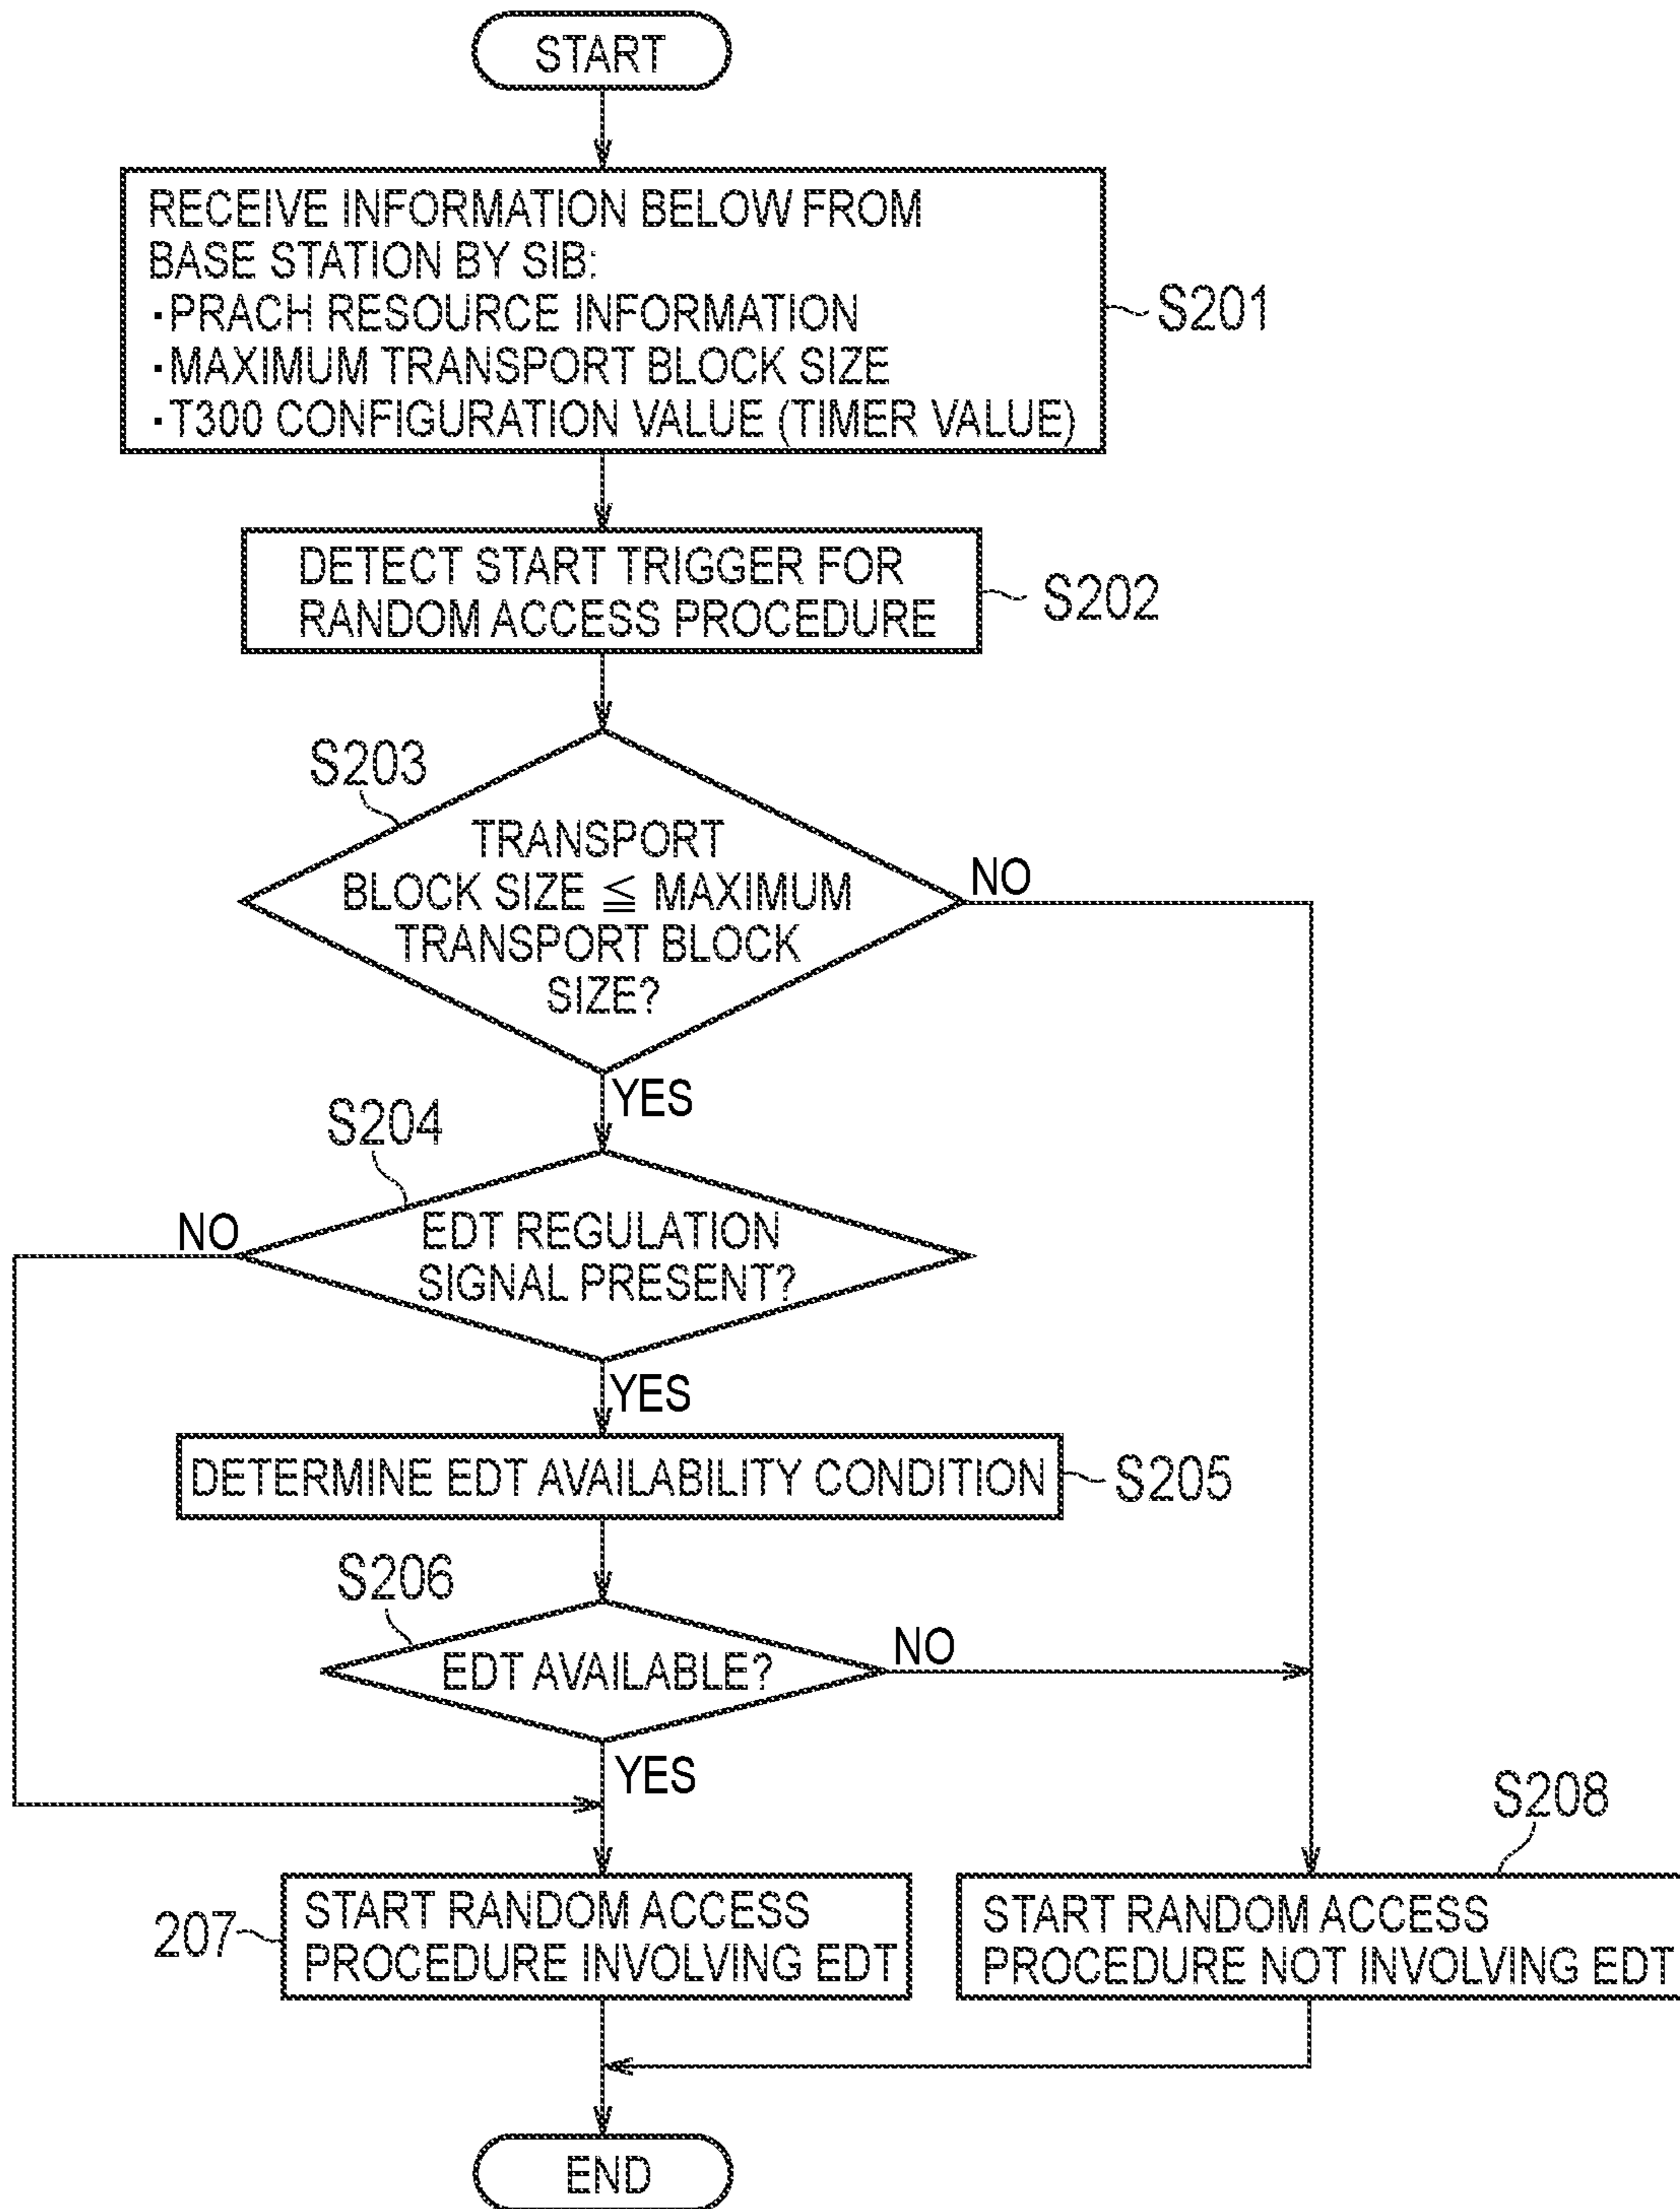 START
RECEIVE INFORMATION BELOW FROM
BASE STATION BY SIB:
・PRACH RESOURCE INFORMATION
・MAXIMUM TRANSPORT BLOCK SIZE
・T300 CONFIGURATION VALUE (TIMER VALUE)
S201
DETECT START TRIGGER FOR
RANDOM ACCESS PROCEDURE
S202
S203
TRANSPORT
BLOCK SIZE ≦ MAXIMUM
TRANSPORT BLOCK
SIZE?
NO
YES
S204
NO
EDT REGULATION
SIGNAL PRESENT?
YES
DETERMINE EDT AVAILABILITY CONDITION
S205
S206
EDT AVAILABLE?
NO
YES
S208
207
START RANDOM ACCESS
PROCEDURE INVOLVING EDT
START RANDOM ACCESS
PROCEDURE NOT INVOLVING EDT
END